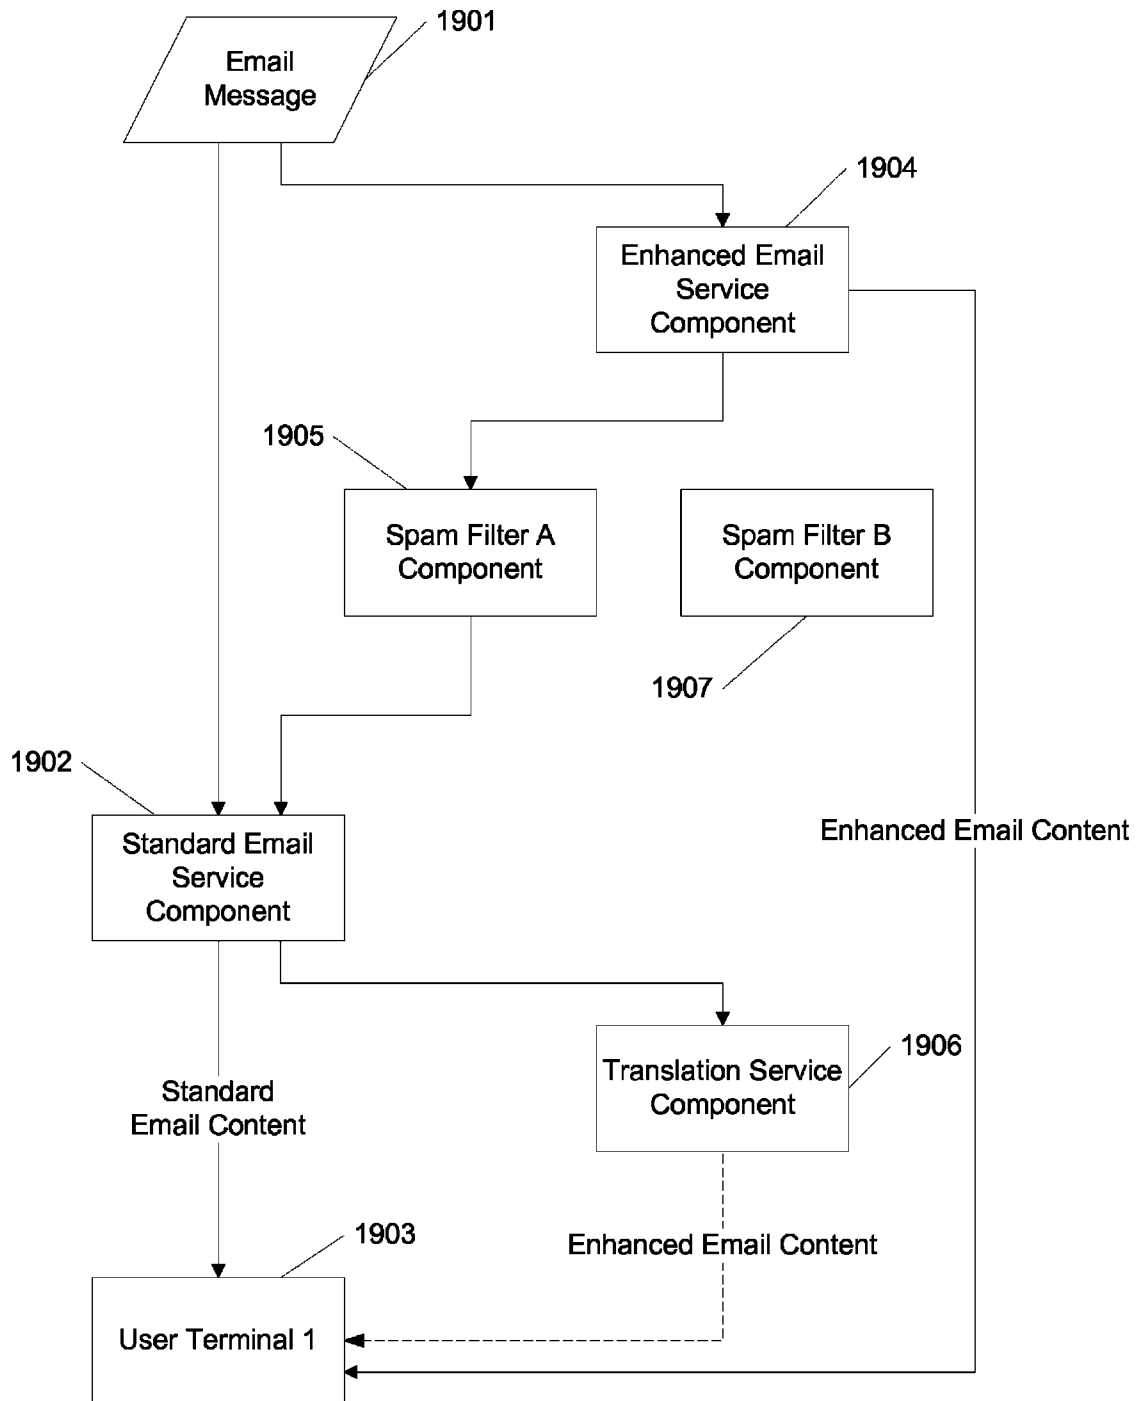 1901
Email
Message
1904
Enhanced Email
Service
Component
1905
Spam Filter A
Component
Spam Filter B
Component
1907
1902
Standard Email
Service
Component
Enhanced Email Content
1906
Translation Service
Component
Standard
Email Content
1903
Enhanced Email Content
User Terminal 1